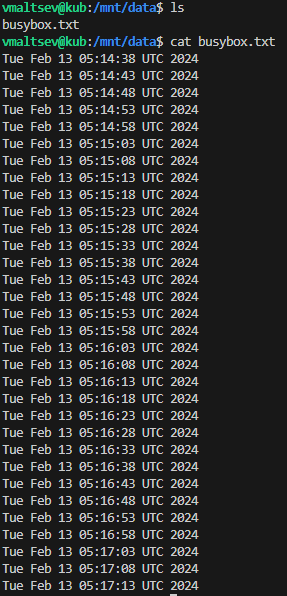 vmaltsev@kub:/mnt/data$ ls
busybox.txt
vmaltsev@kub:/mnt/data$ cat busybox.txt
Tue Feb 13 05:14:38 UTC 2024
Tue Feb 13 05:14:43 UTC 2024
Tue Feb 13 05:14:48 UTC 2024
Tue Feb 13 05:14:53 UTC 2024
Tue Feb 13 05:14:58 UTC 2024
Tue Feb 13 05:15:03 UTC 2024
Tue Feb 13 05:15:08 UTC 2024
Tue Feb 13 05:15:13 UTC 2024
Tue Feb 13 05:15:18 UTC 2024
Tue Feb 13 05:15:23 UTC 2024
Tue Feb 13 05:15:28 UTC 2024
Tue Feb 13 05:15:33 UTC 2024
Tue Feb 13 05:15:38 UTC 2024
Tue Feb 13 05:15:43 UTC 2024
Tue Feb 13 05:15:48 UTC 2024
Tue Feb 13 05:15:53 UTC 2024
Tue Feb 13 05:15:58 UTC 2024
Tue Feb 13 05:16:03 UTC 2024
Tue Feb 13 05:16:08 UTC 2024
Tue Feb 13 05:16:13 UTC 2024
Tue Feb 13 05:16:18 UTC 2024
Tue Feb 13 05:16:23 UTC 2024
Tue Feb 13 05:16:28 UTC 2024
Tue Feb 13 05:16:33 UTC 2024
Tue Feb 13 05:16:38 UTC 2024
Tue Feb 13 05:16:43 UTC 2024
Tue Feb 13 05:16:48 UTC 2024
Tue Feb 13 05:16:53 UTC 2024
Tue Feb 13 05:16:58 UTC 2024
Tue Feb 13 05:17:03 UTC 2024
Tue Feb 13 05:17:08 UTC 2024
Tue Feb 13 05:17:13 UTC 2024